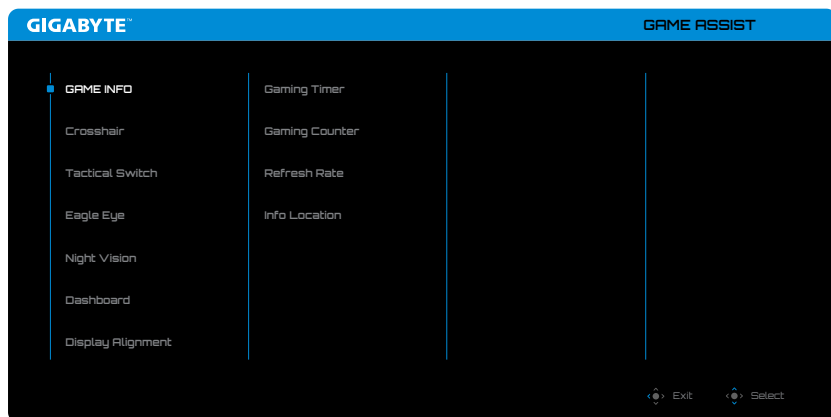 GIGABYTE™
GAME ASSIST
GAME INFO
Crosshair
Tactical Switch
Eagle Eye
Night Vision
Dashboard
Display Alignment
Gaming Timer
Gaming Counter
Refresh Rate
Info Location
Exit
Select